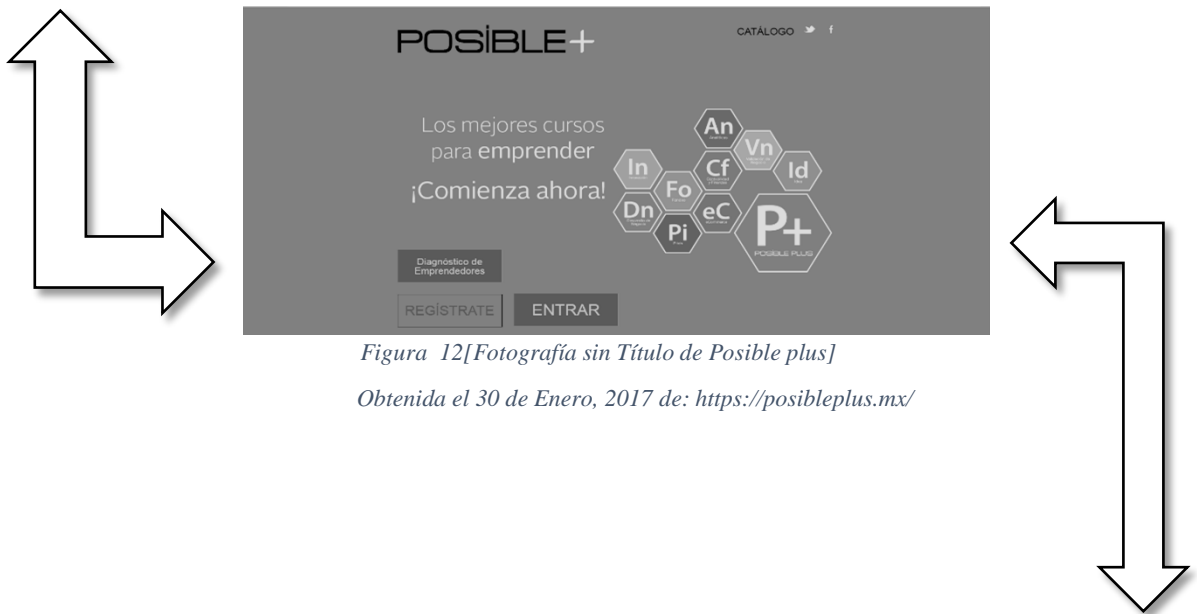 POSİBLE+
CATÁLOGO
Los mejores cursos
para emprender
¡Comienza ahora!
An
Vn
Cf
Id
In
Fo
Dn
eC
Pi
P+
POSIBLE PLUS
Diagnóstico de
Emprendedores
REGÍSTRATE
ENTRAR
Figura 12[Fotografía sin Título de Posible plus]
Obtenida el 30 de Enero, 2017 de: https://posibleplus.mx/